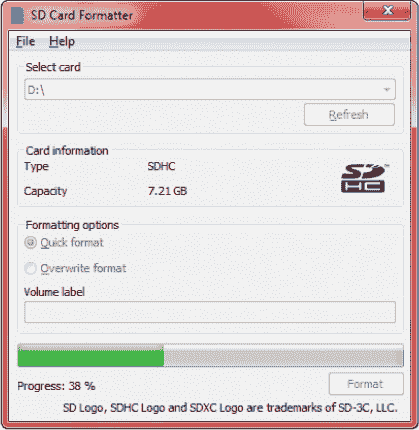 SD Card Formatter
File Help
Select card
D:\
Refresh
Card information
Type SDHC
Capacity 7.21 GB
SD
HC
Formatting options
Quick format
Overwrite format
Volume label
Progress: 38 %
Format
SD Logo, SDHC Logo and SDXC Logo are trademarks of SD-3C, LLC.